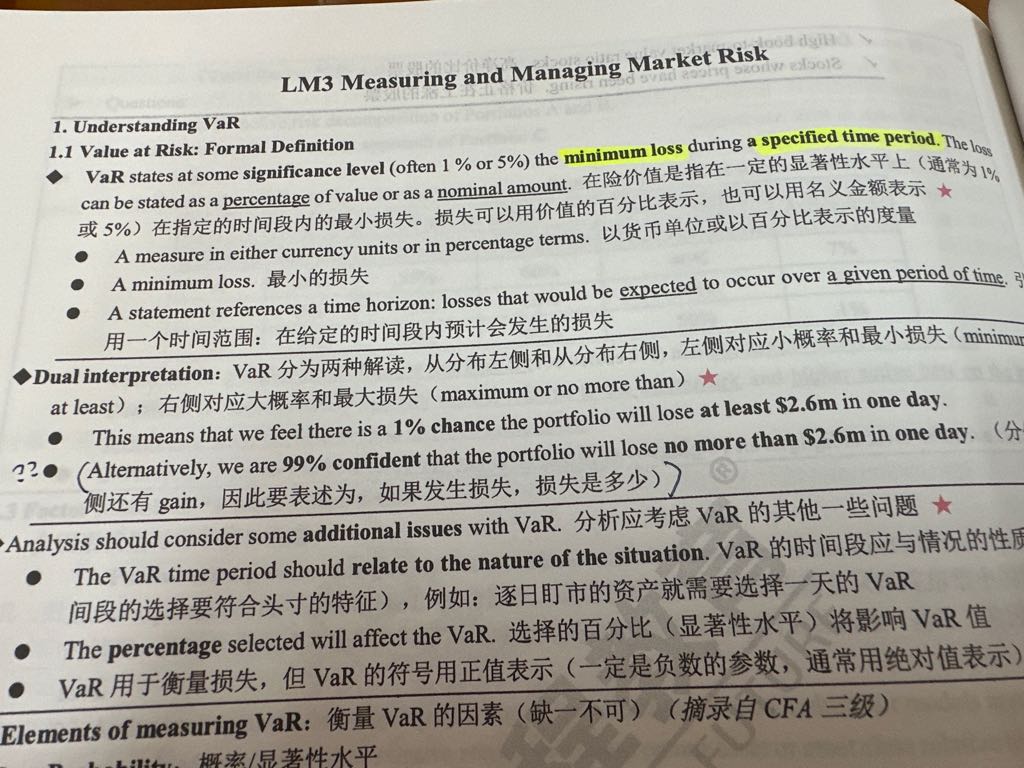 LM3 Measuring and Managing Market Risk
1. Understanding VaR
1.1 Value at Risk: Formal Definition
◆ VaR states at some significance level (often 1 % or 5%) the minimum loss during a specified time period. The loss
can be stated as a percentage of value or as a nominal amount. 在险价值是指在一定的显著性水平上（通常为 1%
或 5%）在指定的时间段内的最小损失。损失可以用价值的百分比表示，也可以用名义金额表示 ★
● A measure in either currency units or in percentage terms. 以货币单位或以百分比表示的度量
● A minimum loss. 最小的损失
● A statement references a time horizon: losses that would be expected to occur over a given period of time. 引
用一个时间范围：在给定的时间段内预计会发生的损失
◆Dual interpretation：VaR 分为两种解读，从分布左侧和从分布右侧，左侧对应小概率和最小损失（minimum
at least）；右侧对应大概率和最大损失（maximum or no more than）★
● This means that we feel there is a 1% chance the portfolio will lose at least $2.6m in one day.
??● (Alternatively, we are 99% confident that the portfolio will lose no more than $2.6m in one day.（分
侧还有 gain，因此要表述为，如果发生损失，损失是多少）)
Analysis should consider some additional issues with VaR. 分析应考虑 VaR 的其他一些问题 ★
● The VaR time period should relate to the nature of the situation. VaR 的时间段应与情况的性质
间段的选择要符合头寸的特征），例如：逐日盯市的资产就需要选择一天的 VaR
● The percentage selected will affect the VaR. 选择的百分比（显著性水平）将影响 VaR 值
● VaR 用于衡量损失，但 VaR 的符号用正值表示（一定是负数的参数，通常用绝对值表示）
Elements of measuring VaR：衡量 VaR 的因素（缺一不可）（摘录自 CFA 三级）
Probability：概率/显著性水平